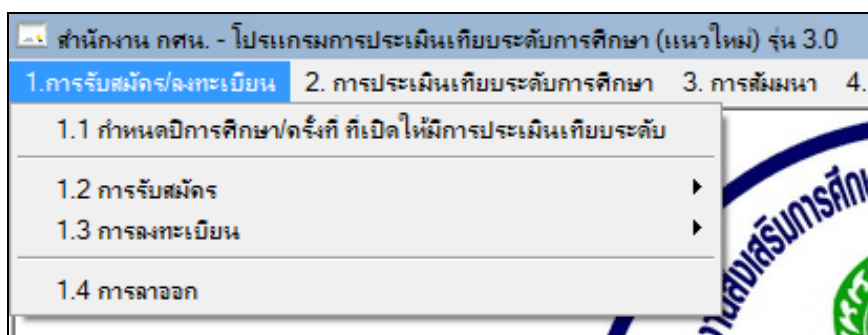 สำนักงาน กศน. - โปรแกรมการประเมินเทียบระดับการศึกษา (แนวใหม่) รุ่น 3.0
1.การรับสมัคร/ลงทะเบียน 2. การประเมินเทียบระดับการศึกษา 3. การสัมมนา 4.
1.1 กำหนดปีการศึกษา/ครั้งที่ ที่เปิดให้มีการประเมินเทียบระดับ
1.2 การรับสมัคร
1.3 การลงทะเบียน
1.4 การลาออก